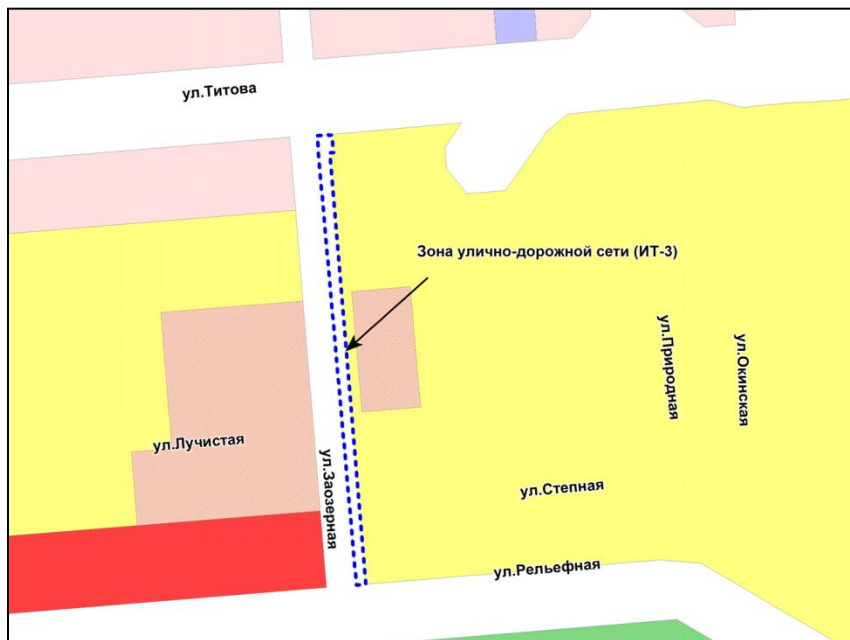 ул.Титова
Зона улично-дорожной сети (ИТ-3)
ул.Природная
ул.Окинская
ул.Лучистая
ул.Заозерная
ул.Степная
ул.Рельефная